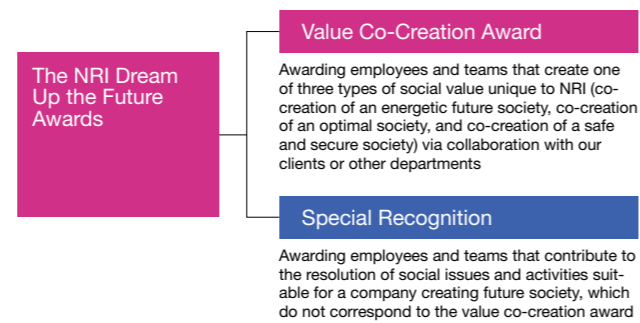 The NRI Dream
Up the Future
Awards
Value Co-Creation Award
Awarding employees and teams that create one
of three types of social value unique to NRI (co-
creation of an energetic future society, co-creation
of an optimal society, and co-creation of a safe
and secure society) via collaboration with our
clients or other departments
Special Recognition
Awarding employees and teams that contribute to
the resolution of social issues and activities suit-
able for a company creating future society, which
do not correspond to the value co-creation award